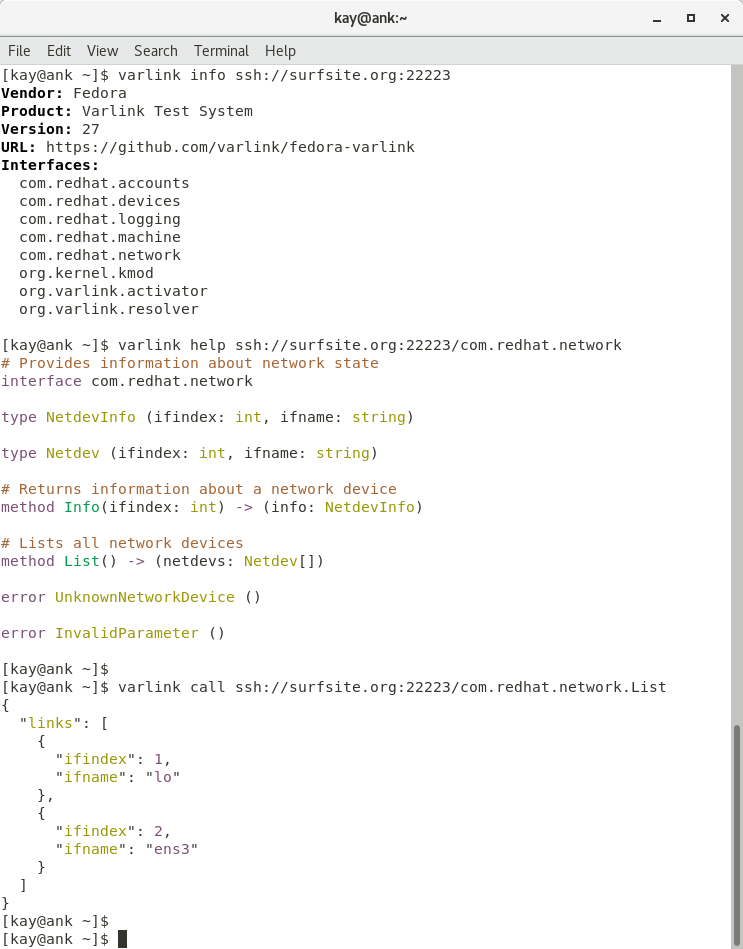 kay@ank:~
File Edit View Search Terminal Help
[kay@ank ~]$ varlink info ssh://surfsite.org:22223
Vendor: Fedora
Product: Varlink Test System
Version: 27
URL: https://github.com/varlink/fedora-varlink
Interfaces:
  com.redhat.accounts
  com.redhat.devices
  com.redhat.logging
  com.redhat.machine
  com.redhat.network
  org.kernel.kmod
  org.varlink.activator
  org.varlink.resolver

[kay@ank ~]$ varlink help ssh://surfsite.org:22223/com.redhat.network
# Provides information about network state
interface com.redhat.network

type NetdevInfo (ifindex: int, ifname: string)

type Netdev (ifindex: int, ifname: string)

# Returns information about a network device
method Info(ifindex: int) -> (info: NetdevInfo)

# Lists all network devices
method List() -> (netdevs: Netdev[])

error UnknownNetworkDevice ()

error InvalidParameter ()

[kay@ank ~]$
[kay@ank ~]$ varlink call ssh://surfsite.org:22223/com.redhat.network.List
{
  "links": [
    {
      "ifindex": 1,
      "ifname": "lo"
    },
    {
      "ifindex": 2,
      "ifname": "ens3"
    }
  ]
}
[kay@ank ~]$
[kay@ank ~]$